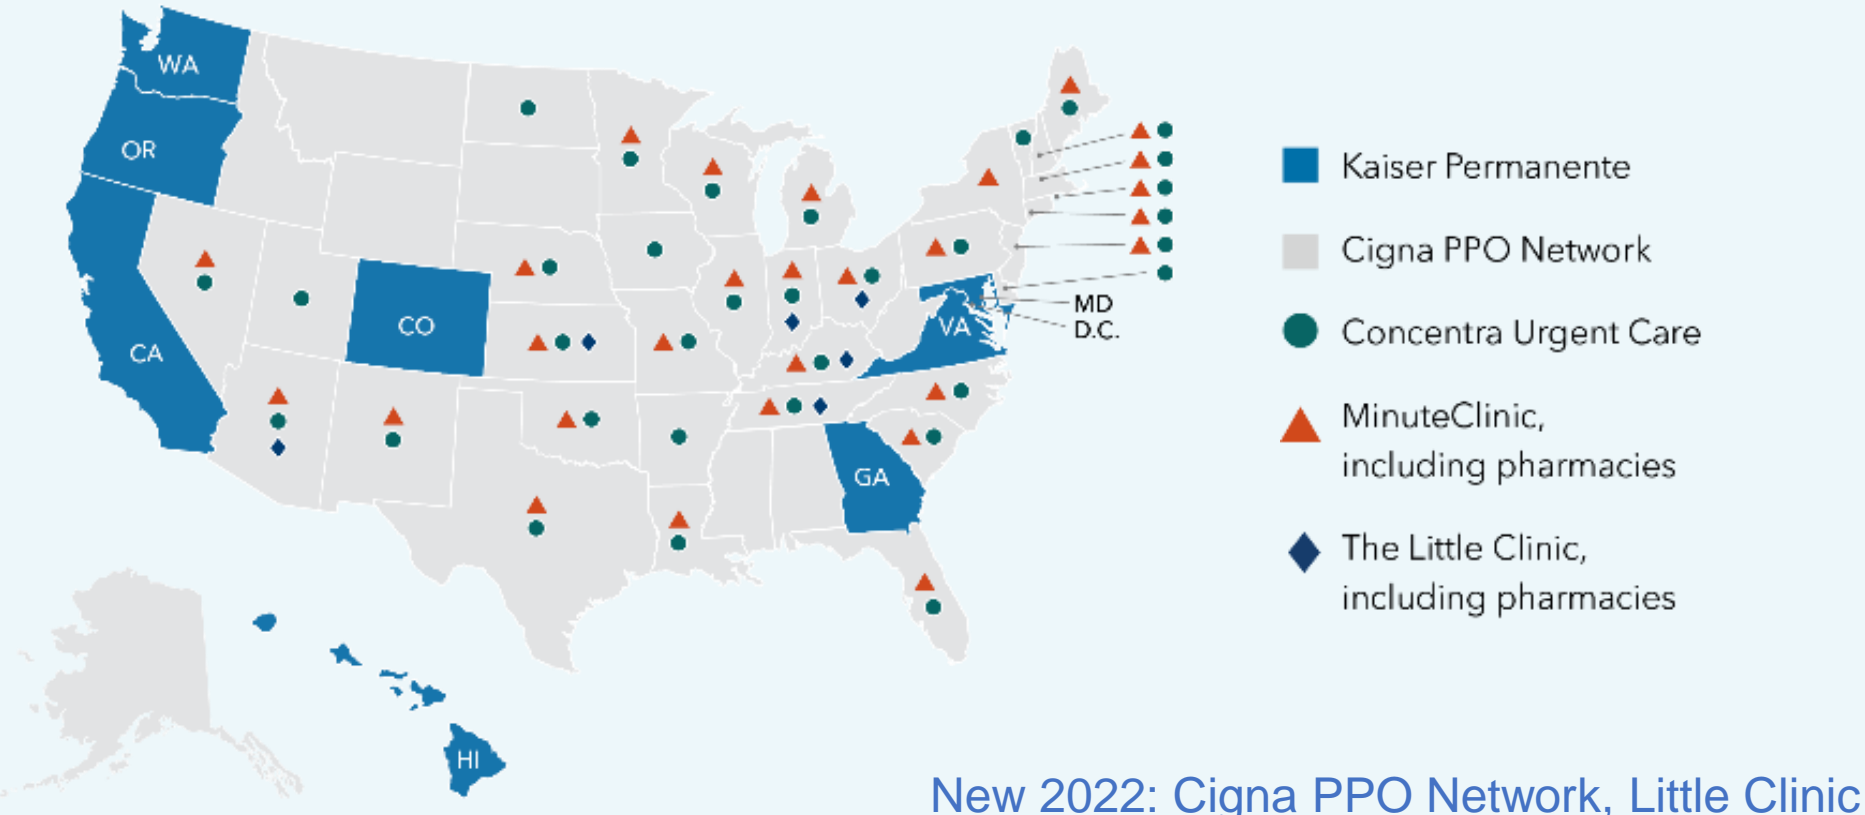 WA
OR
CA
CO
MD
D.C.
VA
GA
HI
Kaiser Permanente
Cigna PPO Network
Concentra Urgent Care
MinuteClinic,
including pharmacies
The Little Clinic,
including pharmacies
New 2022: Cigna PPO Network, Little Clinic